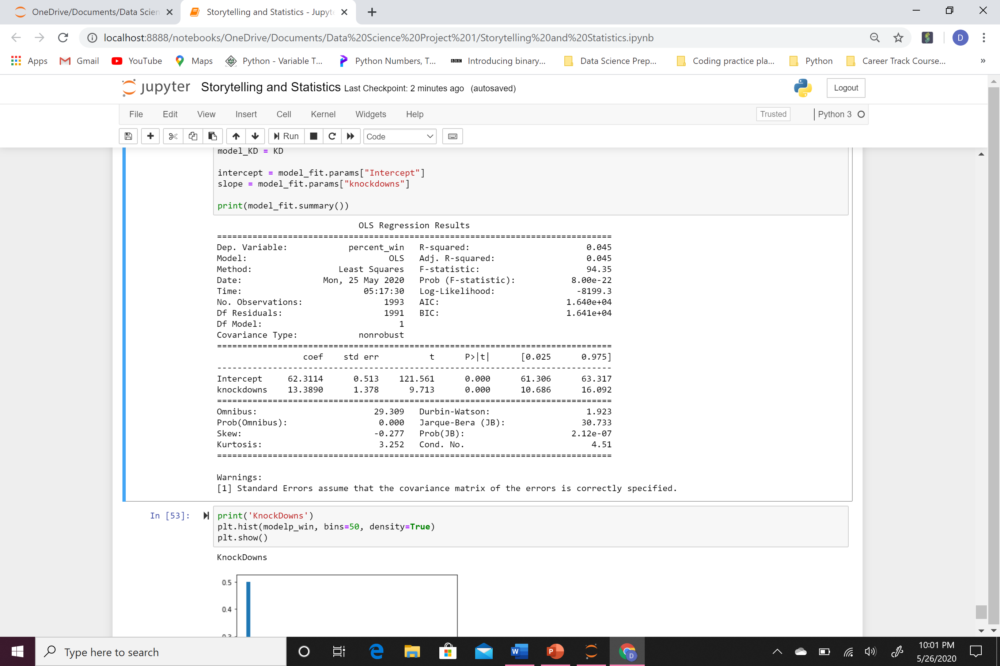 OneDrive/Documents/Data Scien
Storytelling and Statistics - Jupyte
localhost:8888/notebooks/OneDrive/Documents/Data%20Science%20Project%201/Storytelling%20and%20Statistics.ipynb
D
Apps Gmail YouTube Maps Python - Variable T... Python Numbers, T... BBC Introducing binary... Data Science Prep... Coding practice pla... Python Career Track Course... »
jupyter Storytelling and Statistics Last Checkpoint: 2 minutes ago (autosaved) Logout
File Edit View Insert Cell Kernel Widgets Help Trusted Python 3
Run Code
model_KD = KD
intercept = model_fit.params["Intercept"]
slope = model_fit.params["knockdowns"]
print(model_fit.summary())
OLS Regression Results
==============================================================================
Dep. Variable: percent_win R-squared: 0.045
Model: OLS Adj. R-squared: 0.045
Method: Least Squares F-statistic: 94.35
Date: Mon, 25 May 2020 Prob (F-statistic): 8.00e-22
Time: 05:17:30 Log-Likelihood: -8199.3
No. Observations: 1993 AIC: 1.640e+04
Df Residuals: 1991 BIC: 1.641e+04
Df Model: 1
Covariance Type: nonrobust
==============================================================================
coef std err t P>|t| [0.025 0.975]
------------------------------------------------------------------------------
Intercept 62.3114 0.513 121.561 0.000 61.306 63.317
knockdowns 13.3890 1.378 9.713 0.000 10.686 16.092
==============================================================================
Omnibus: 29.309 Durbin-Watson: 1.923
Prob(Omnibus): 0.000 Jarque-Bera (JB): 30.733
Skew: -0.277 Prob(JB): 2.12e-07
Kurtosis: 3.252 Cond. No. 4.51
==============================================================================
Warnings:
[1] Standard Errors assume that the covariance matrix of the errors is correctly specified.
In [53]: print('KnockDowns')
plt.hist(modelp_win, bins=50, density=True)
plt.show()
KnockDowns
0.5
0.4
Type here to search
W
P
D
10:01 PM
5/26/2020